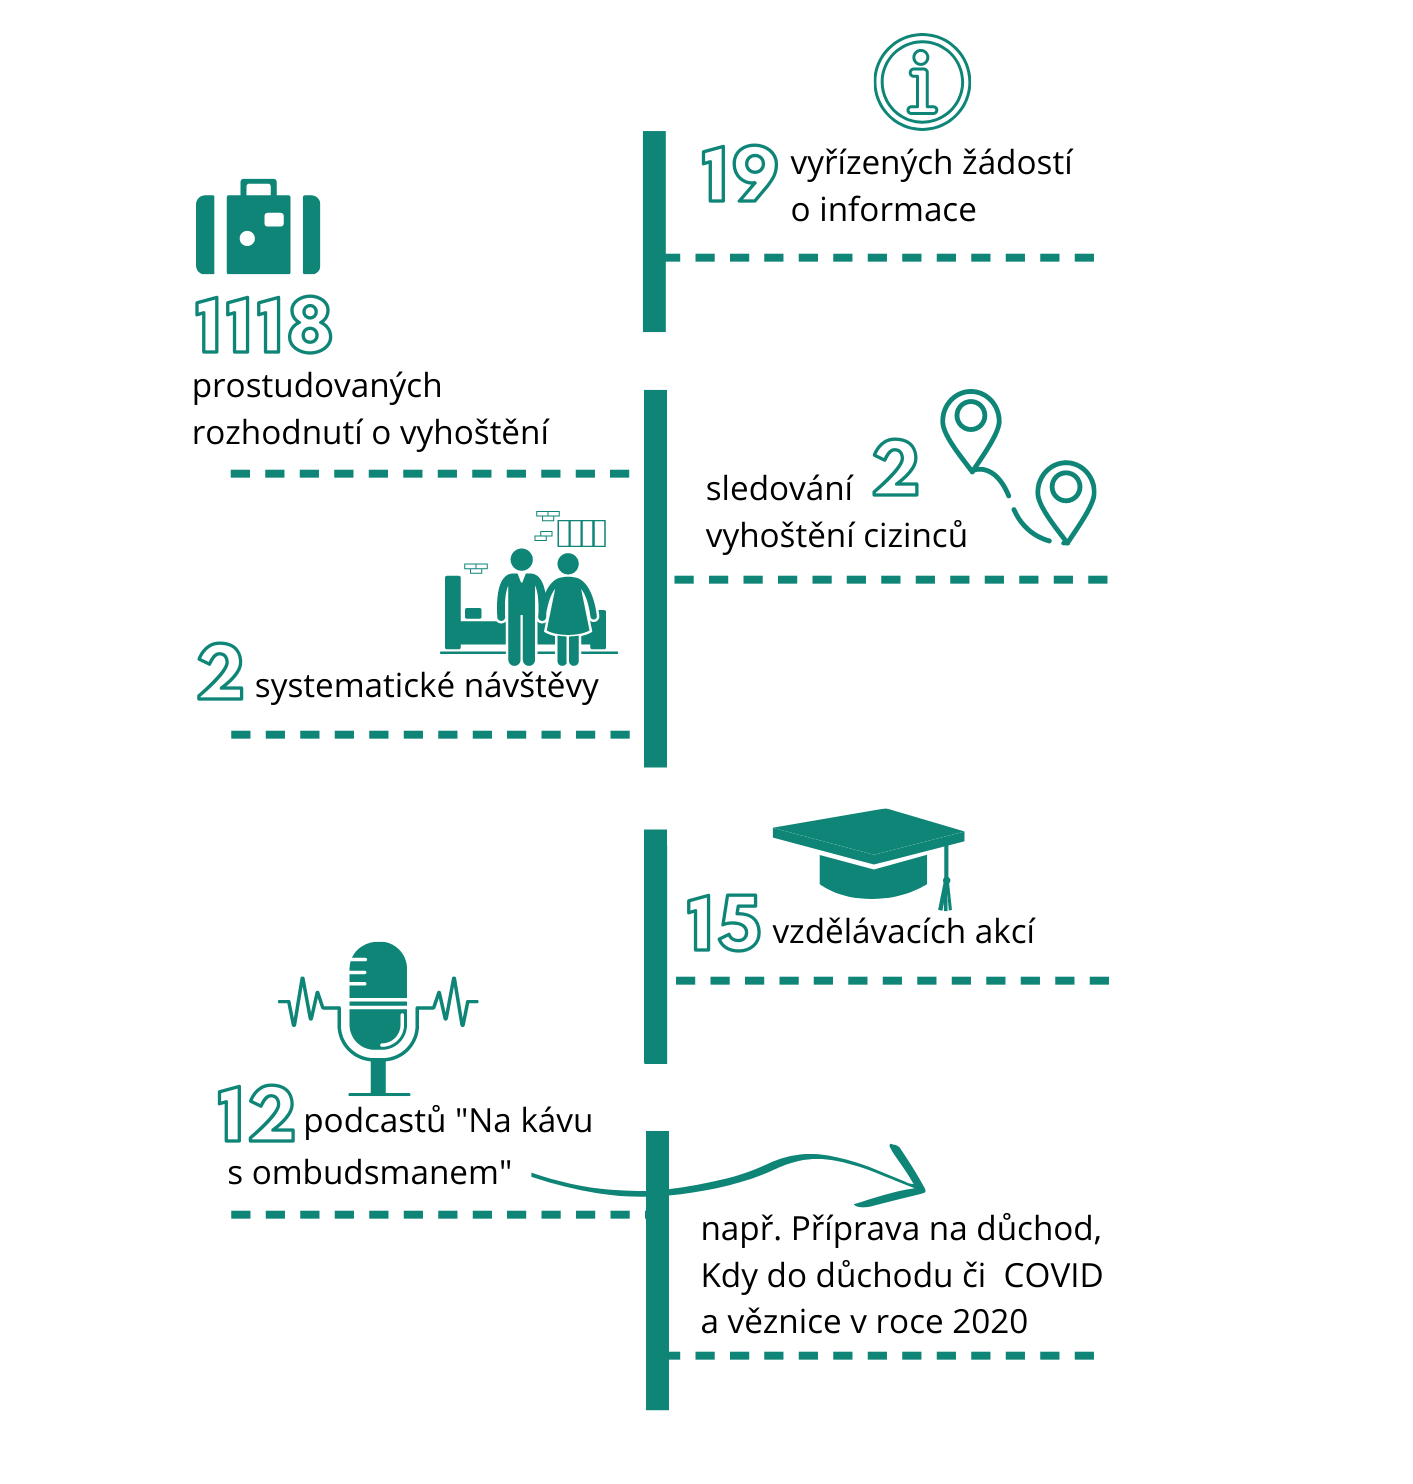 19 vyřízených žádostí
o informace
1118
prostudovaných
rozhodnutí o vyhoštění
sledování 2
vyhoštění cizinců
2 systematické návštěvy
15 vzdělávacích akcí
12 podcastů "Na kávu
s ombudsmanem"
např. Příprava na důchod,
Kdy do důchodu či COVID
a věznice v roce 2020